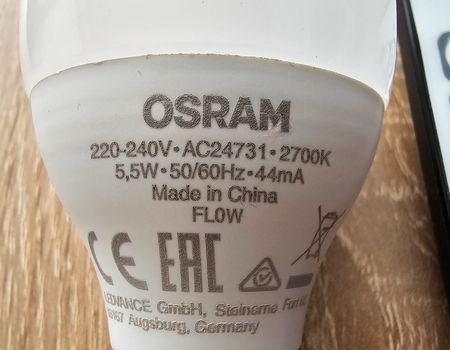 OSRAM
220-240V•AC24731•2700K
5,5W•50/60Hz•44mA
Made in China
FL0W
CE EAC
LEDVANCE GmbH, Steinerne
Augsburg, Germany